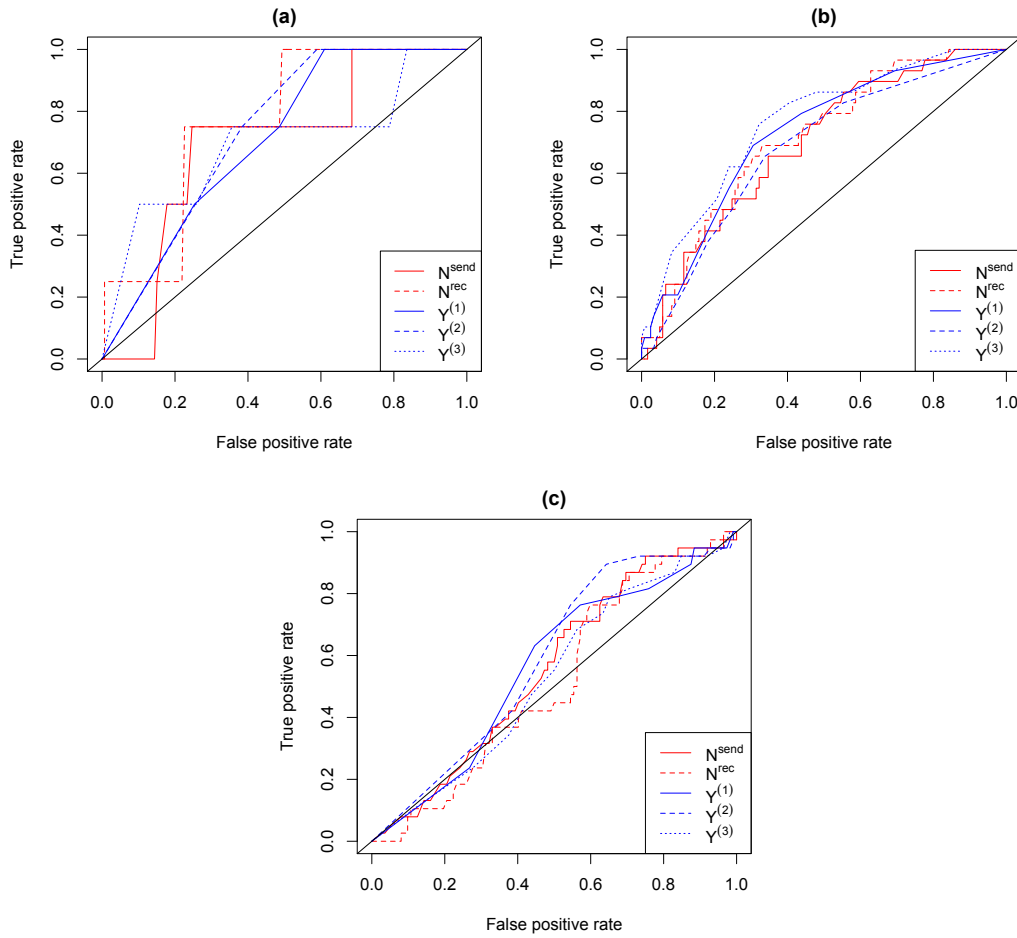 (a)
True positive rate
0.0 0.2 0.4 0.6 0.8 1.0
N^send
N^rec
Y^(1)
Y^(2)
Y^(3)
0.0 0.2 0.4 0.6 0.8 1.0
False positive rate
(b)
True positive rate
0.0 0.2 0.4 0.6 0.8 1.0
N^send
N^rec
Y^(1)
Y^(2)
Y^(3)
0.0 0.2 0.4 0.6 0.8 1.0
False positive rate
(c)
True positive rate
0.0 0.2 0.4 0.6 0.8 1.0
N^send
N^rec
Y^(1)
Y^(2)
Y^(3)
0.0 0.2 0.4 0.6 0.8 1.0
False positive rate